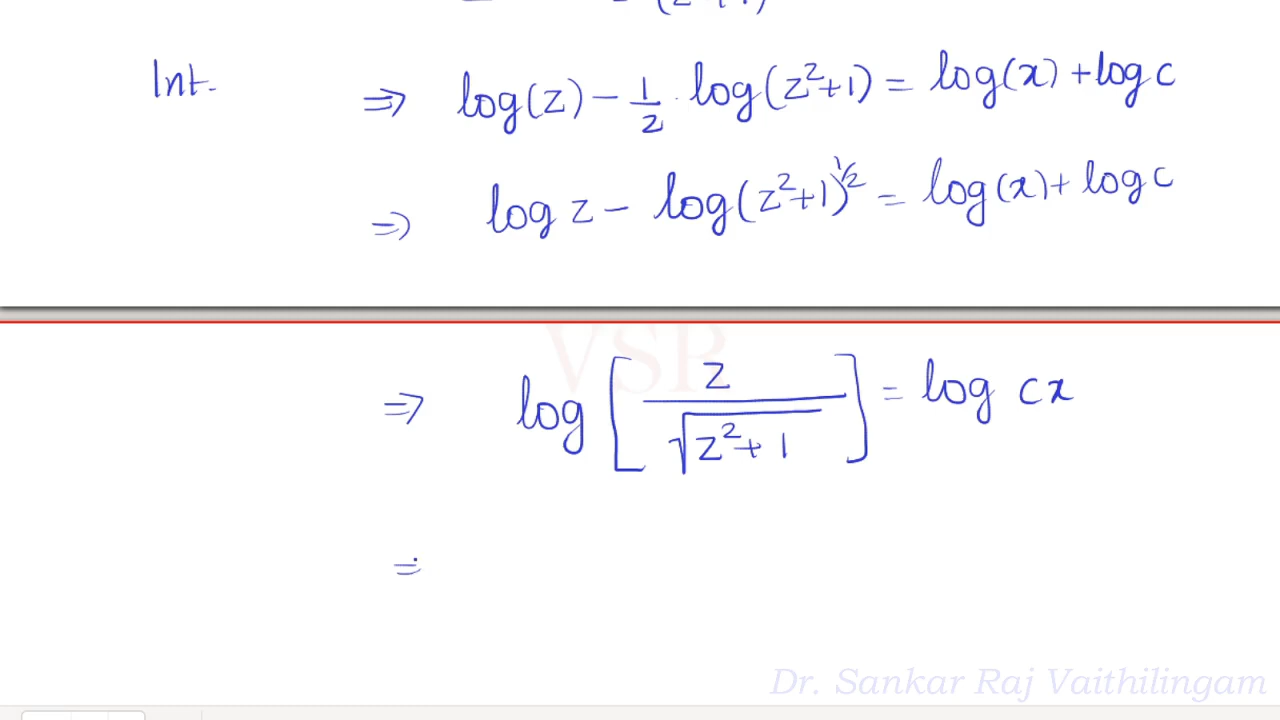 Int. ⇒ log(z) − 1/2 . log(z²+1) = log(x) + log c
⇒ log z − log(z²+1)^½ = log(x) + log c
VSP
⇒ log [ z / √(z²+1) ] = log cx
=
Dr. Sankar Raj Vaithilingam